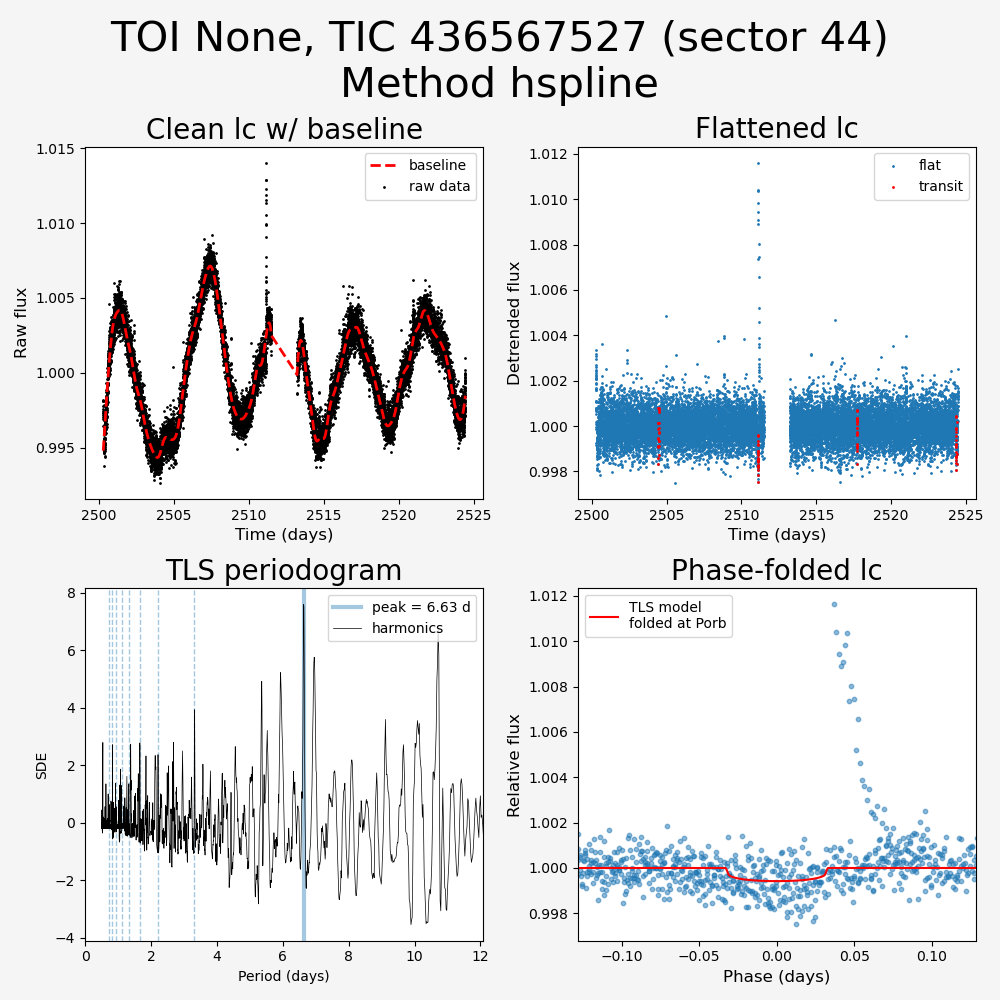 TOI None, TIC 436567527 (sector 44)
Method hspline
Clean lc w/ baseline
Flattened lc
1.015
1.010
1.005
1.000
0.995
Raw flux
baseline
raw data
2500
2505
2510
2515
2520
2525
Time (days)
1.012
1.010
1.008
1.006
1.004
1.002
1.000
0.998
Detrended flux
flat
transit
2500
2505
2510
2515
2520
2525
Time (days)
TLS periodogram
Phase-folded lc
8
6
4
2
0
−2
−4
SDE
peak = 6.63 d
harmonics
0
2
4
6
8
10
12
Period (days)
1.012
1.010
1.008
1.006
1.004
1.002
1.000
0.998
Relative flux
TLS model
folded at Porb
−0.10
−0.05
0.00
0.05
0.10
Phase (days)